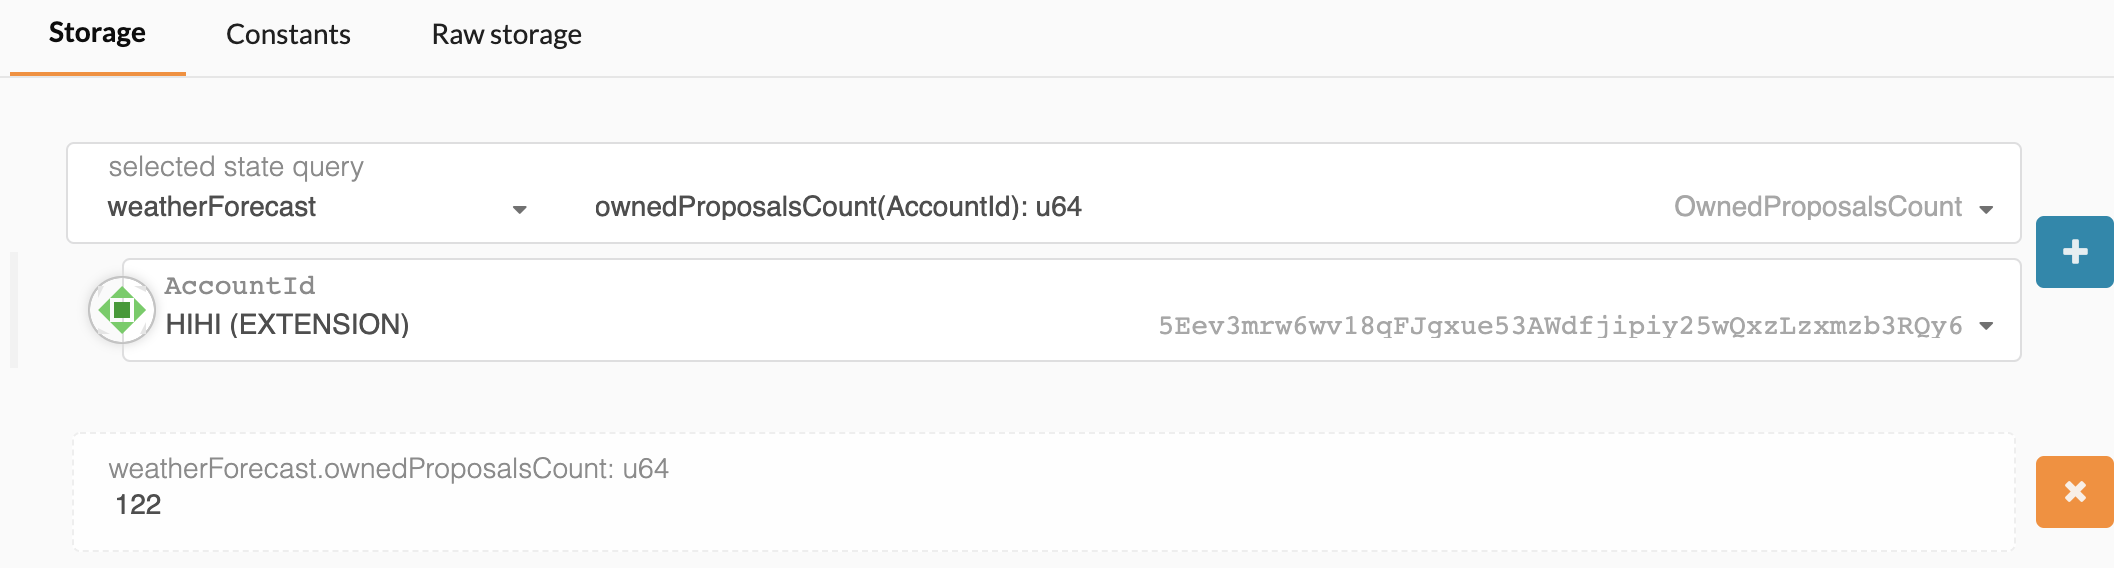 Storage Constants Raw storage
selected state query
weatherForecast ownedProposalsCount(AccountId): u64 OwnedProposalsCount
AccountId
HIHI (EXTENSION) 5Eev3mrw6wv18qFJgxue53AWdfjipiy25wQxzLzxmzb3RQy6
weatherForecast.ownedProposalsCount: u64
122